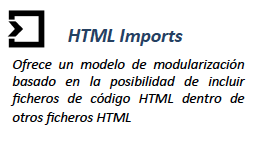 HTML Imports
Ofrece un modelo de modularización
basado en la posibilidad de incluir
ficheros de código HTML dentro de
otros ficheros HTML